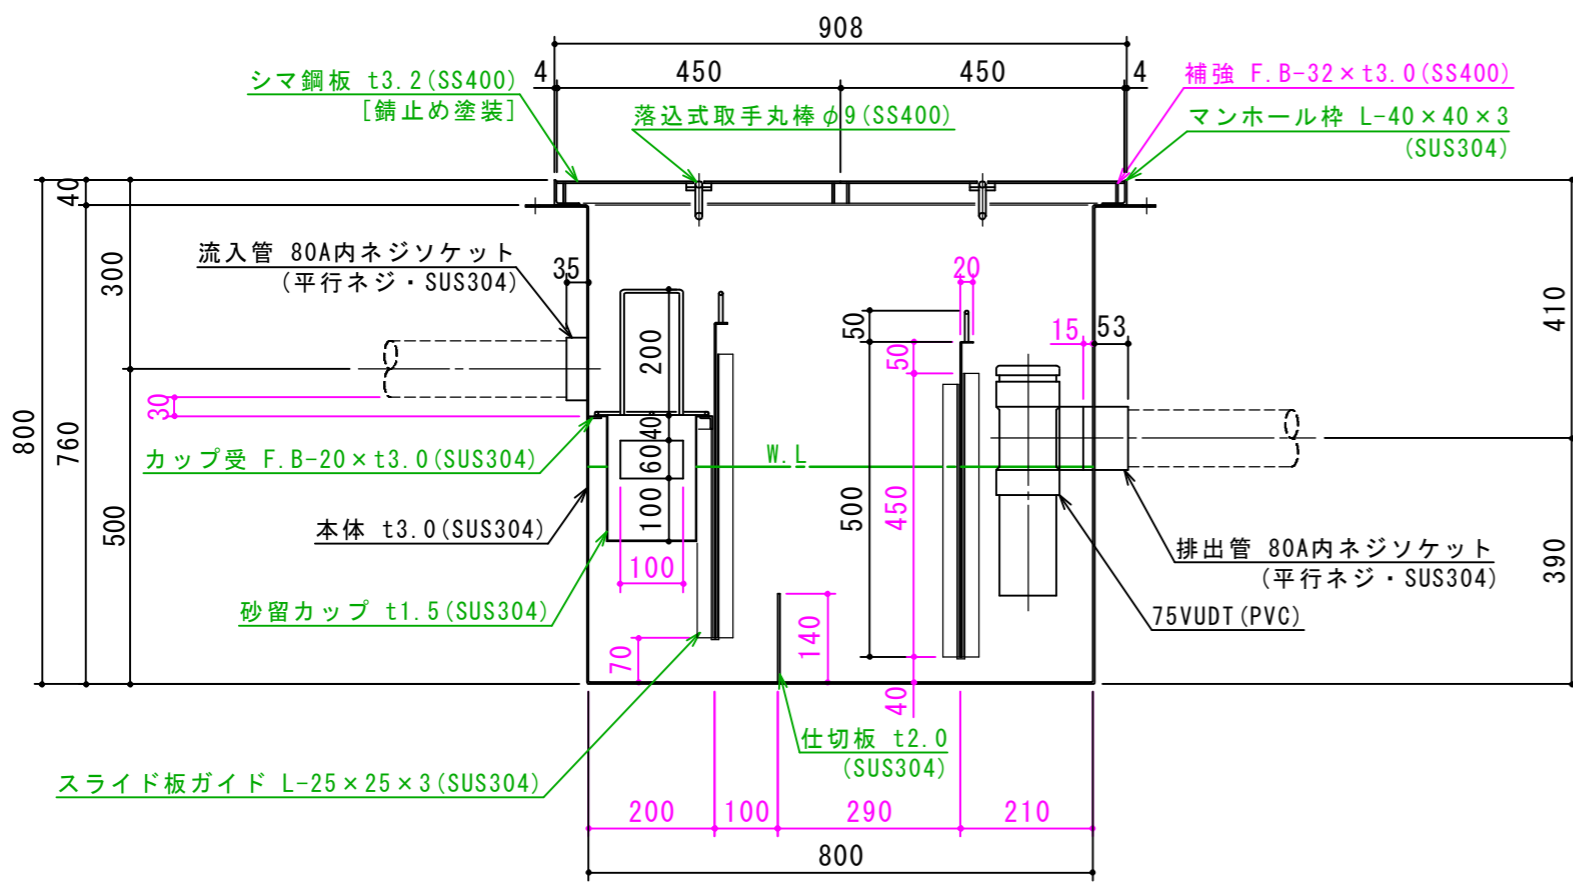 908
4
450
450
4
シマ鋼板 t3.2(SS400)
[錆止め塗装]
落込式取手丸棒φ9(SS400)
補強 F.B-32×t3.0(SS400)
マンホール枠 L-40×40×3
(SUS304)
40
300
流入管 80A内ネジソケット
(平行ネジ・SUS304)
35
20
50
50
15
53
410
200
30
800
760
40
60
100
カップ受 F.B-20×t3.0(SUS304)
W.L
500
500
450
本体 t3.0(SUS304)
100
排出管 80A内ネジソケット
(平行ネジ・SUS304)
390
砂留カップ t1.5(SUS304)
75VUDT(PVC)
70
140
40
仕切板 t2.0
(SUS304)
スライド板ガイド L-25×25×3(SUS304)
200
100
290
210
800